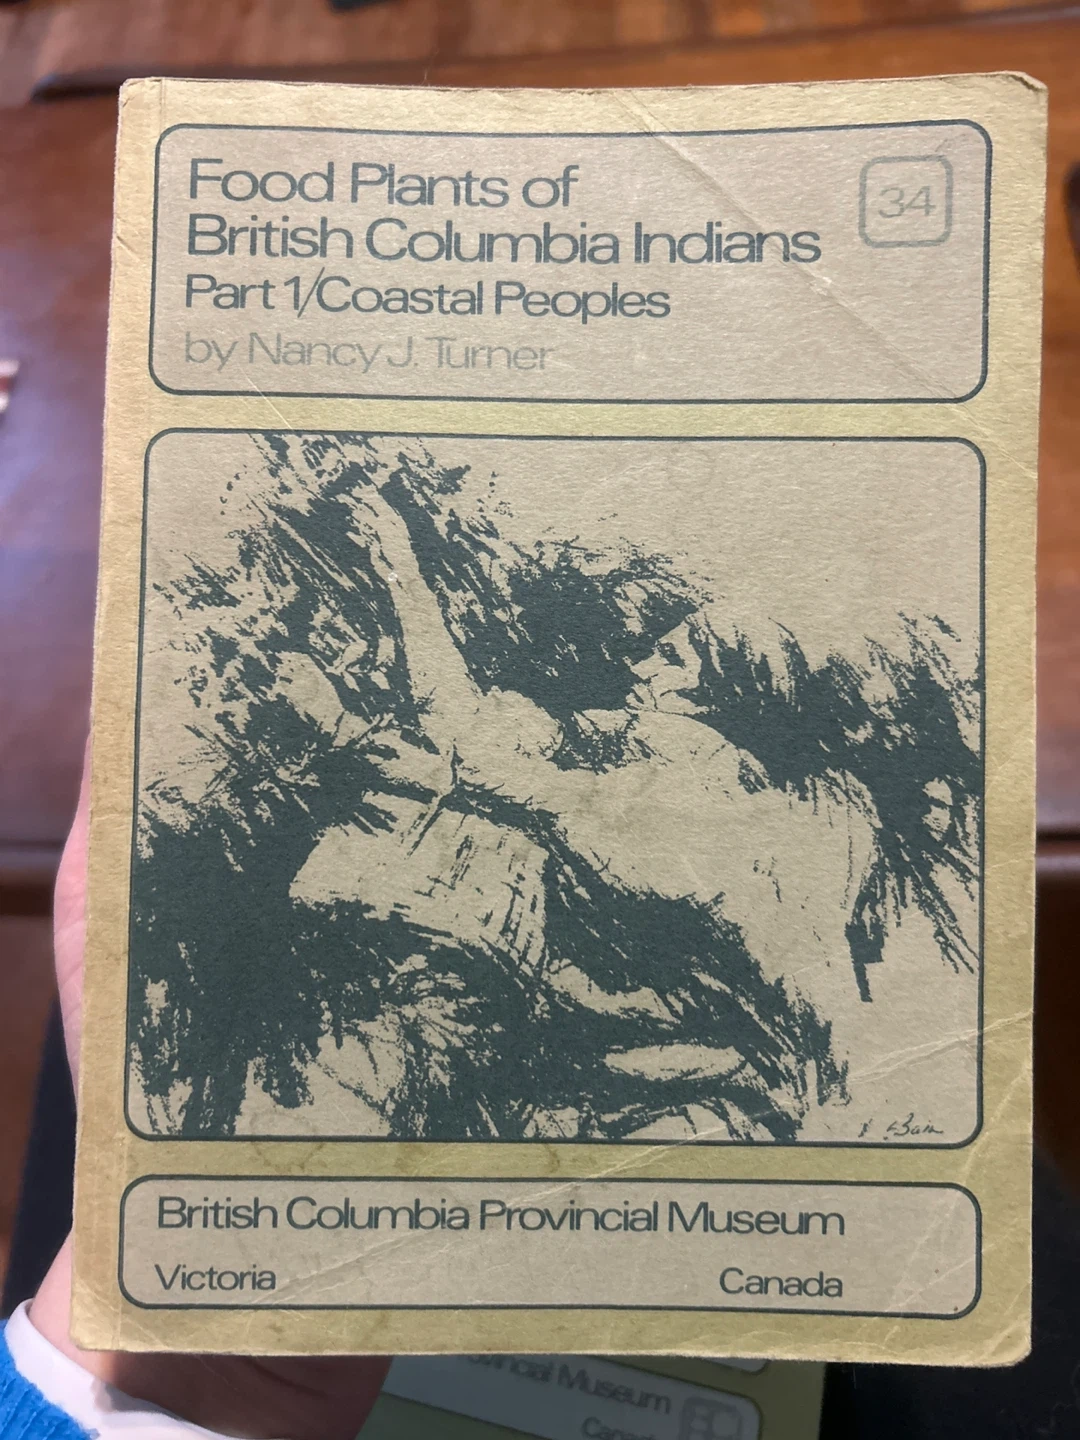 Food Plants of
British Columbia Indians
34
Part 1/Coastal Peoples
by Nancy J. Turner
British Columbia Provincial Museum
Victoria Canada
Museum